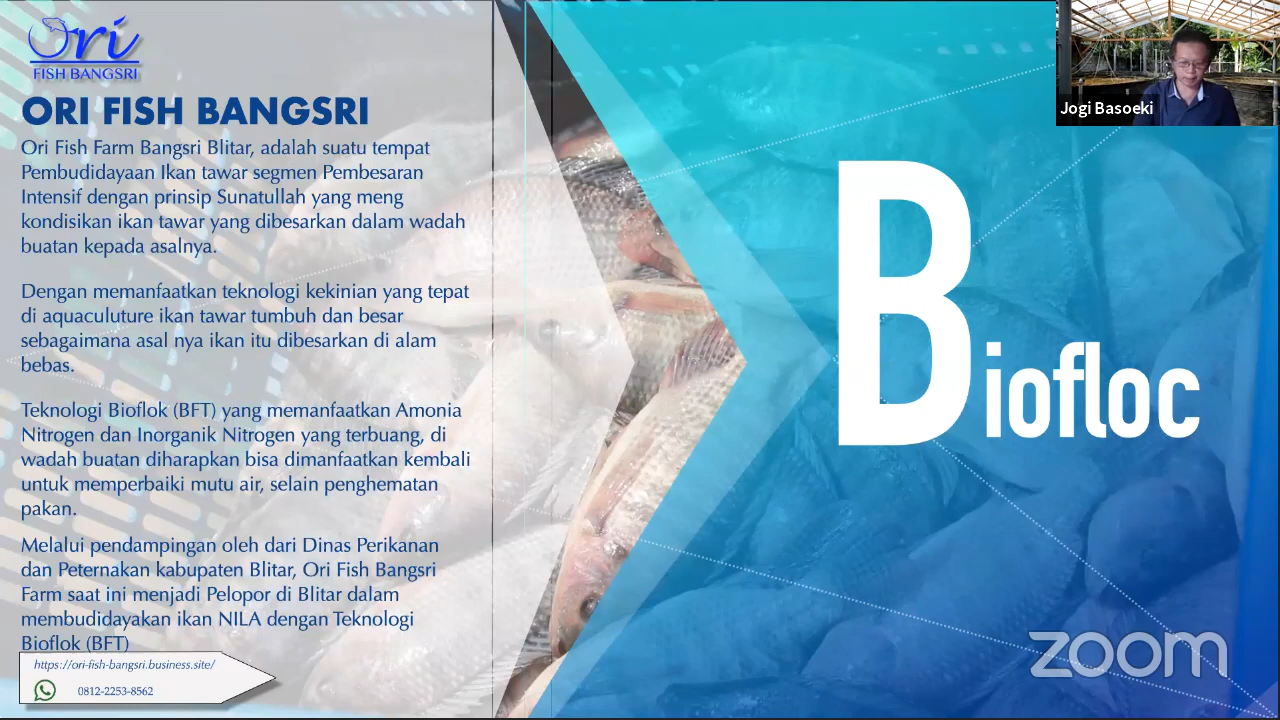 Ori
FISH BANGSRI
ORI FISH BANGSRI
Ori Fish Farm Bangsri Blitar, adalah suatu tempat
Pembudidayaan Ikan tawar segmen Pembesaran
Intensif dengan prinsip Sunatullah yang meng
kondisikan ikan tawar yang dibesarkan dalam wadah
buatan kepada asalnya.
Dengan memanfaatkan teknologi kekinian yang tepat
di aquaculuture ikan tawar tumbuh dan besar
sebagaimana asal nya ikan itu dibesarkan di alam
bebas.
Teknologi Bioflok (BFT) yang memanfaatkan Amonia
Nitrogen dan Inorganik Nitrogen yang terbuang, di
wadah buatan diharapkan bisa dimanfaatkan kembali
untuk memperbaiki mutu air, selain penghematan
pakan.
Melalui pendampingan oleh dari Dinas Perikanan
dan Peternakan kabupaten Blitar, Ori Fish Bangsri
Farm saat ini menjadi Pelopor di Blitar dalam
membudidayakan ikan NILA dengan Teknologi
Bioflok (BFT)
https://ori-fish-bangsri.business.site/
0812-2253-8562
Biofloc
Jogi Basoeki
zoom